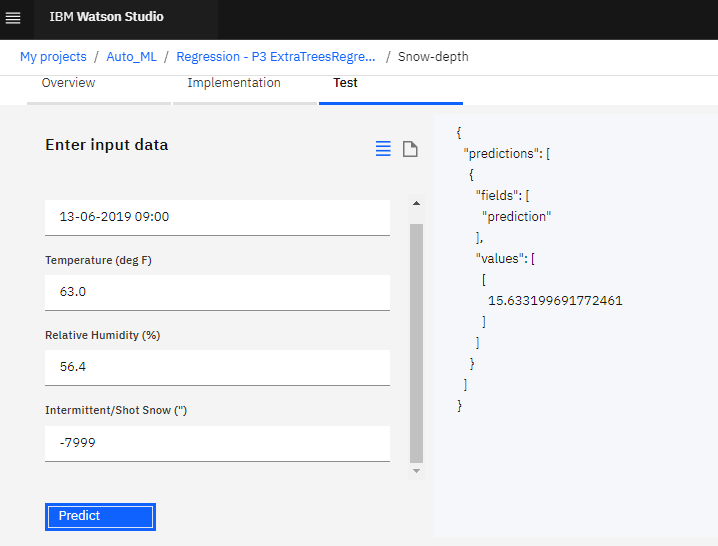 IBM Watson Studio
My projects / Auto_ML / Regression - P3 ExtraTreesRegre... / Snow-depth
Overview Implementation Test
Enter input data
13-06-2019 09:00
Temperature (deg F)
63.0
Relative Humidity (%)
56.4
Intermittent/Shot Snow (")
-7999
Predict
{
"predictions": [
{
"fields": [
"prediction"
],
"values": [
[
15.633199691772461
]
]
}
]
}